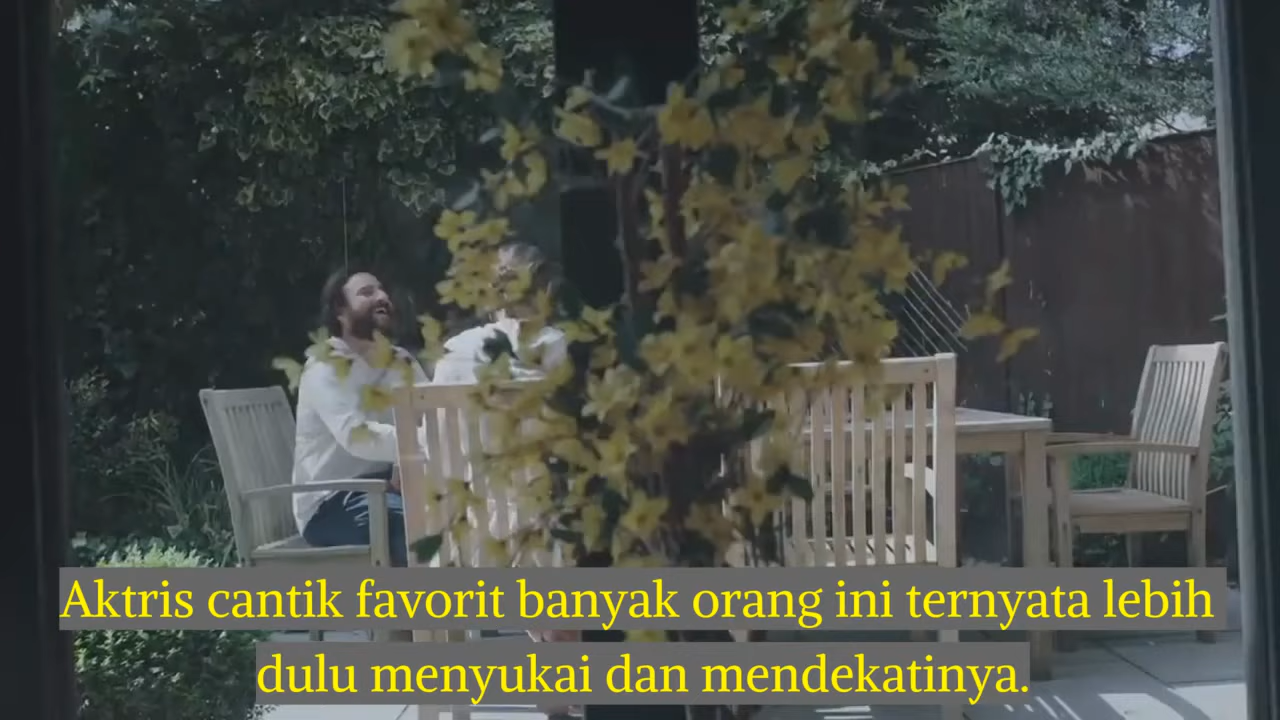 Aktris cantik favorit banyak orang ini ternyata lebih
dulu menyukai dan mendekatinya.